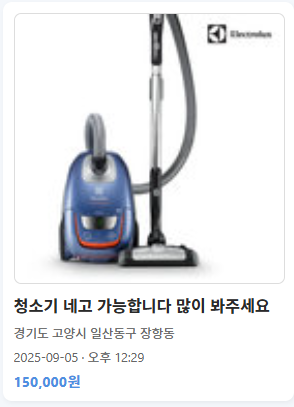 Electrolux
청소기 네고 가능합니다 많이 봐주세요
경기도 고양시 일산동구 장항동
2025-09-05 · 오후 12:29
150,000원